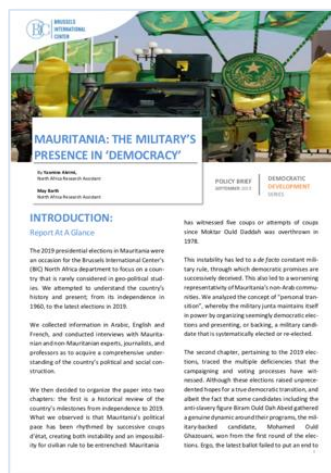 BIC
BRUSSELS
INTERNATIONAL
CENTER
MAURITANIA: THE MILITARY'S
PRESENCE IN 'DEMOCRACY'
By Yasmine Akrimi,
North Africa Research Assistant
May Barth
North Africa Research Assistant
POLICY BRIEF
SEPTEMBER 2019
DEMOCRATIC
DEVELOPMENT
SERIES
INTRODUCTION:
Report At A Glance
The 2019 presidential elections in Mauritania were
an occasion for the Brussels International Center's
(BIC) North Africa department to focus on a coun-
try that is rarely considered in geo-political stud-
ies. We attempted to understand the country's
history and present; from its independence in
1960, to the latest elections in 2019.
We collected information in Arabic, English and
French, and conducted interviews with Maurita-
nian and non-Mauritanian experts, journalists, and
professors as to acquire a comprehensive under-
standing of the country's political and social con-
struction.
We then decided to organize the paper into two
chapters: the first is a historical review of the
country's milestones from independence to 2019.
What we observe is that Mauritania's political
pace has been rhythmed by successive coups
d'état, creating both instability and an impossibil-
ity for civilian rule to be entrenched: Mauritania
has witnessed five coups or attempts of coups
since Moktar Ould Daddah was overthrown in
1978.
This instability has led to a de facto constant mili-
tary rule, through which democratic promises are
successively deceived. This also led to a worsening
representativity of Mauritania's non-Arab commu-
nities. We analyzed the concept of "personal tran-
sition", whereby the military junta maintains itself
in power by organizing seemingly democratic elec-
tions and presenting, or backing, a military candi-
date that is systematically elected or re-elected.
The second chapter, pertaining to the 2019 elec-
tions, traced the multiple deficiencies that the
campaigning and voting processes have wit-
nessed. Although these elections raised unprece-
dented hopes for a true democratic transition, and
albeit the fact that some candidates including the
anti-slavery figure Biram Ould Dah Abeid gathered
a genuine dynamic around their programs, the mili-
tary-backed candidate, Mohamed Ould
Ghazouani, won from the first round of the elec-
tions. Ergo, the latest ballot failed to put an end to